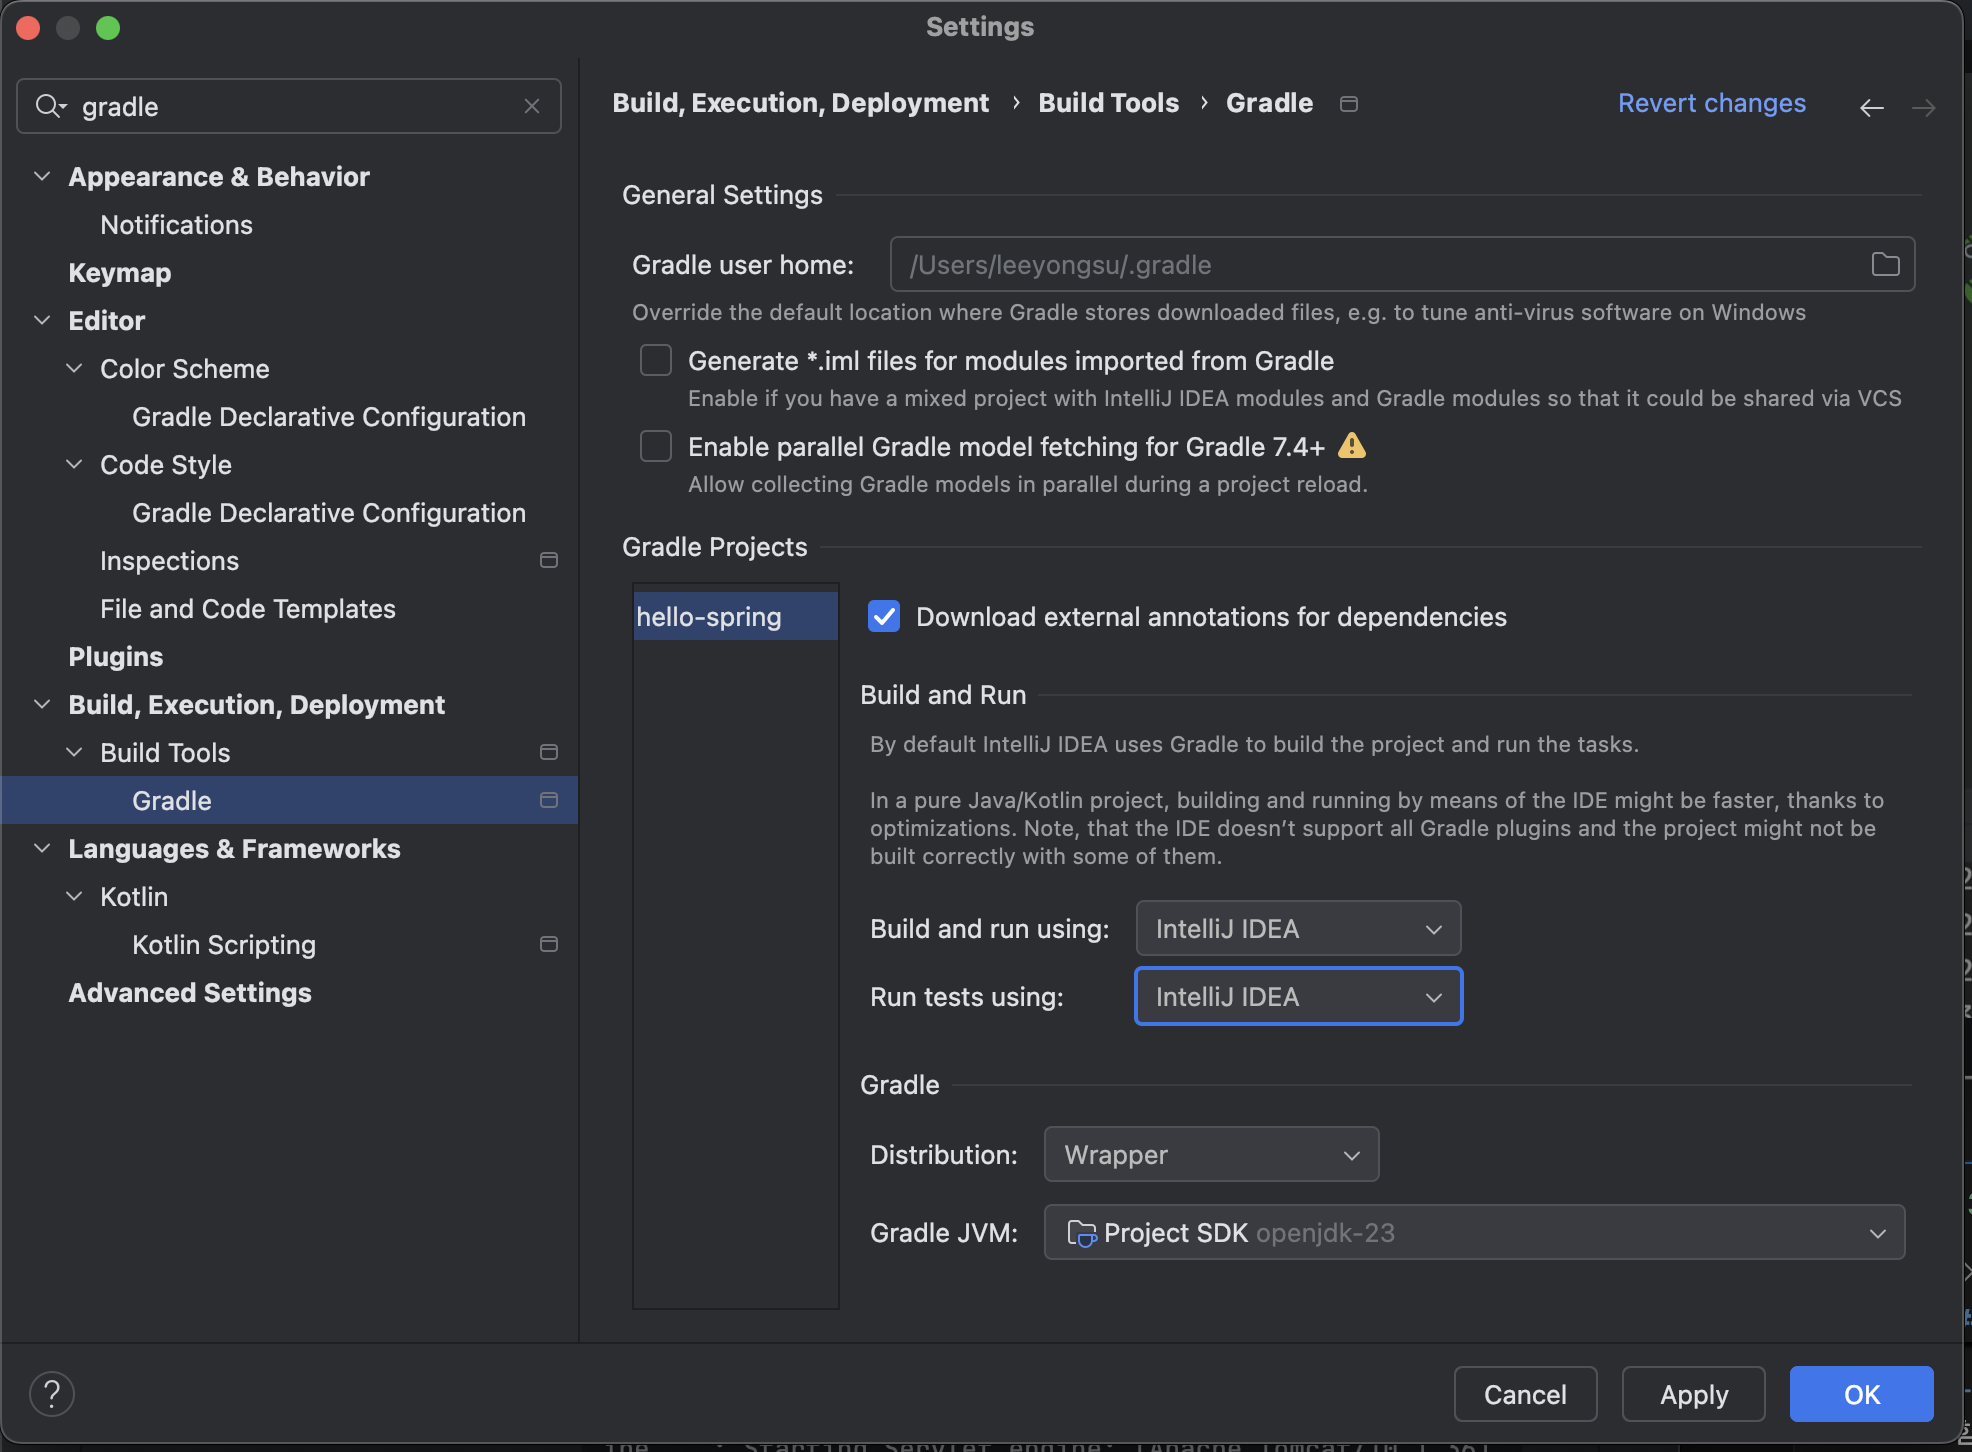 Settings
gradle
Appearance & Behavior
Notifications
Keymap
Editor
Color Scheme
Gradle Declarative Configuration
Code Style
Gradle Declarative Configuration
Inspections
File and Code Templates
Plugins
Build, Execution, Deployment
Build Tools
Gradle
Languages & Frameworks
Kotlin
Kotlin Scripting
Advanced Settings
Build, Execution, Deployment › Build Tools › Gradle
Revert changes
General Settings
Gradle user home: /Users/leeyongsu/.gradle
Override the default location where Gradle stores downloaded files, e.g. to tune anti-virus software on Windows
Generate *.iml files for modules imported from Gradle
Enable if you have a mixed project with IntelliJ IDEA modules and Gradle modules so that it could be shared via VCS
Enable parallel Gradle model fetching for Gradle 7.4+
Allow collecting Gradle models in parallel during a project reload.
Gradle Projects
hello-spring
Download external annotations for dependencies
Build and Run
By default IntelliJ IDEA uses Gradle to build the project and run the tasks.
In a pure Java/Kotlin project, building and running by means of the IDE might be faster, thanks to
optimizations. Note, that the IDE doesn't support all Gradle plugins and the project might not be
built correctly with some of them.
Build and run using: IntelliJ IDEA
Run tests using: IntelliJ IDEA
Gradle
Distribution: Wrapper
Gradle JVM: Project SDK openjdk-23
?
Cancel
Apply
OK